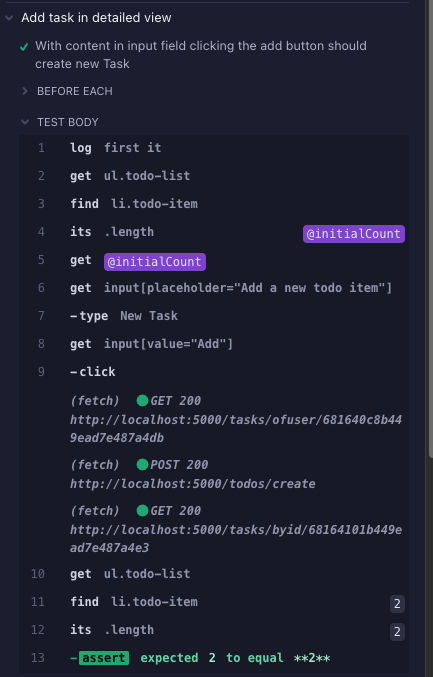 Add task in detailed view
With content in input field clicking the add button should
create new Task
BEFORE EACH
TEST BODY
1 log first it
2 get ul.todo-list
3 find li.todo-item
4 its .length @initialCount
5 get @initialCount
6 get input[placeholder="Add a new todo item"]
7 -type New Task
8 get input[value="Add"]
9 -click
(fetch) GET 200
http://localhost:5000/tasks/ofuser/681640c8b44
9ead7e487a4db
(fetch) POST 200
http://localhost:5000/todos/create
(fetch) GET 200
http://localhost:5000/tasks/byid/68164101b449e
ad7e487a4e3
10 get ul.todo-list
11 find li.todo-item 2
12 its .length 2
13 -assert expected 2 to equal **2**